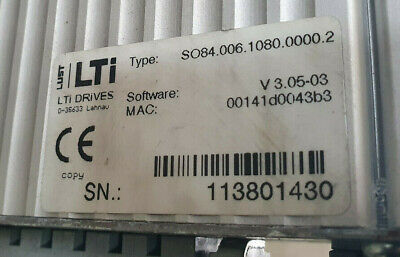 LUST LTi
Type: SO84.006.1080.0000.2
LTi DRiVES
D-35633 Lahnau
Software: V 3.05-03
MAC: 00141d0043b3
CE
copy
SN.: 113801430